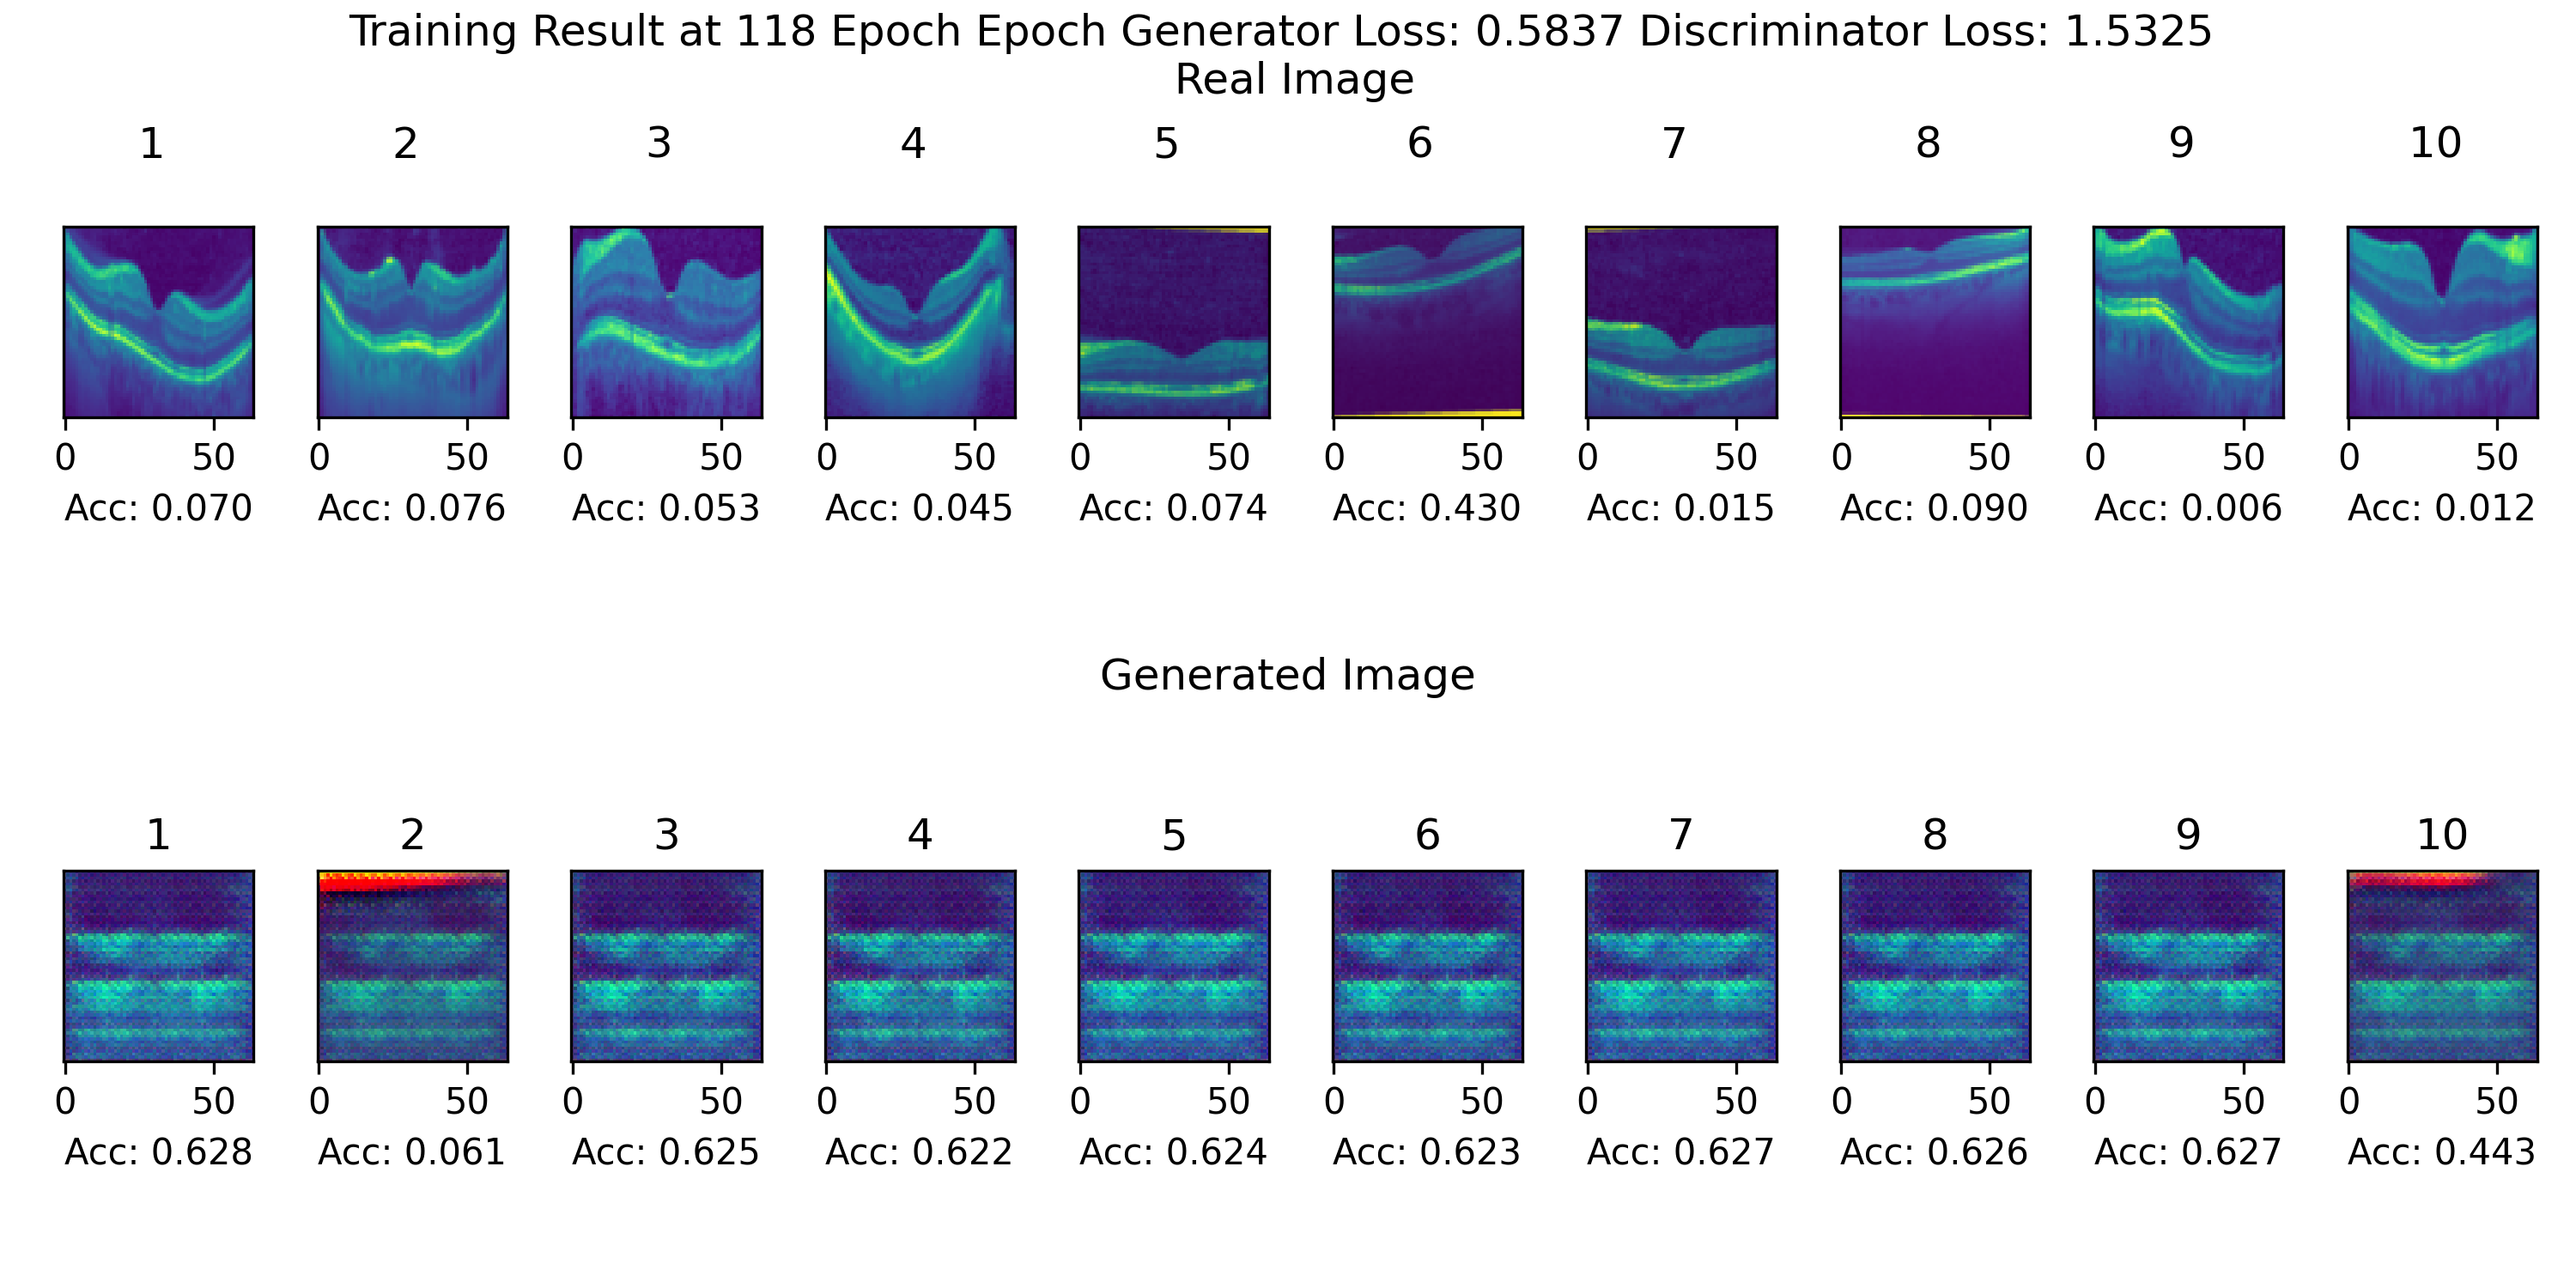 Training Result at 118 Epoch Epoch Generator Loss: 0.5837 Discriminator Loss: 1.5325
Real Image
1 2 3 4 5 6 7 8 9 10
0 50 0 50 0 50 0 50 0 50 0 50 0 50 0 50 0 50 0 50
Acc: 0.070 Acc: 0.076 Acc: 0.053 Acc: 0.045 Acc: 0.074 Acc: 0.430 Acc: 0.015 Acc: 0.090 Acc: 0.006 Acc: 0.012
Generated Image
1 2 3 4 5 6 7 8 9 10
0 50 0 50 0 50 0 50 0 50 0 50 0 50 0 50 0 50 0 50
Acc: 0.628 Acc: 0.061 Acc: 0.625 Acc: 0.622 Acc: 0.624 Acc: 0.623 Acc: 0.627 Acc: 0.626 Acc: 0.627 Acc: 0.443